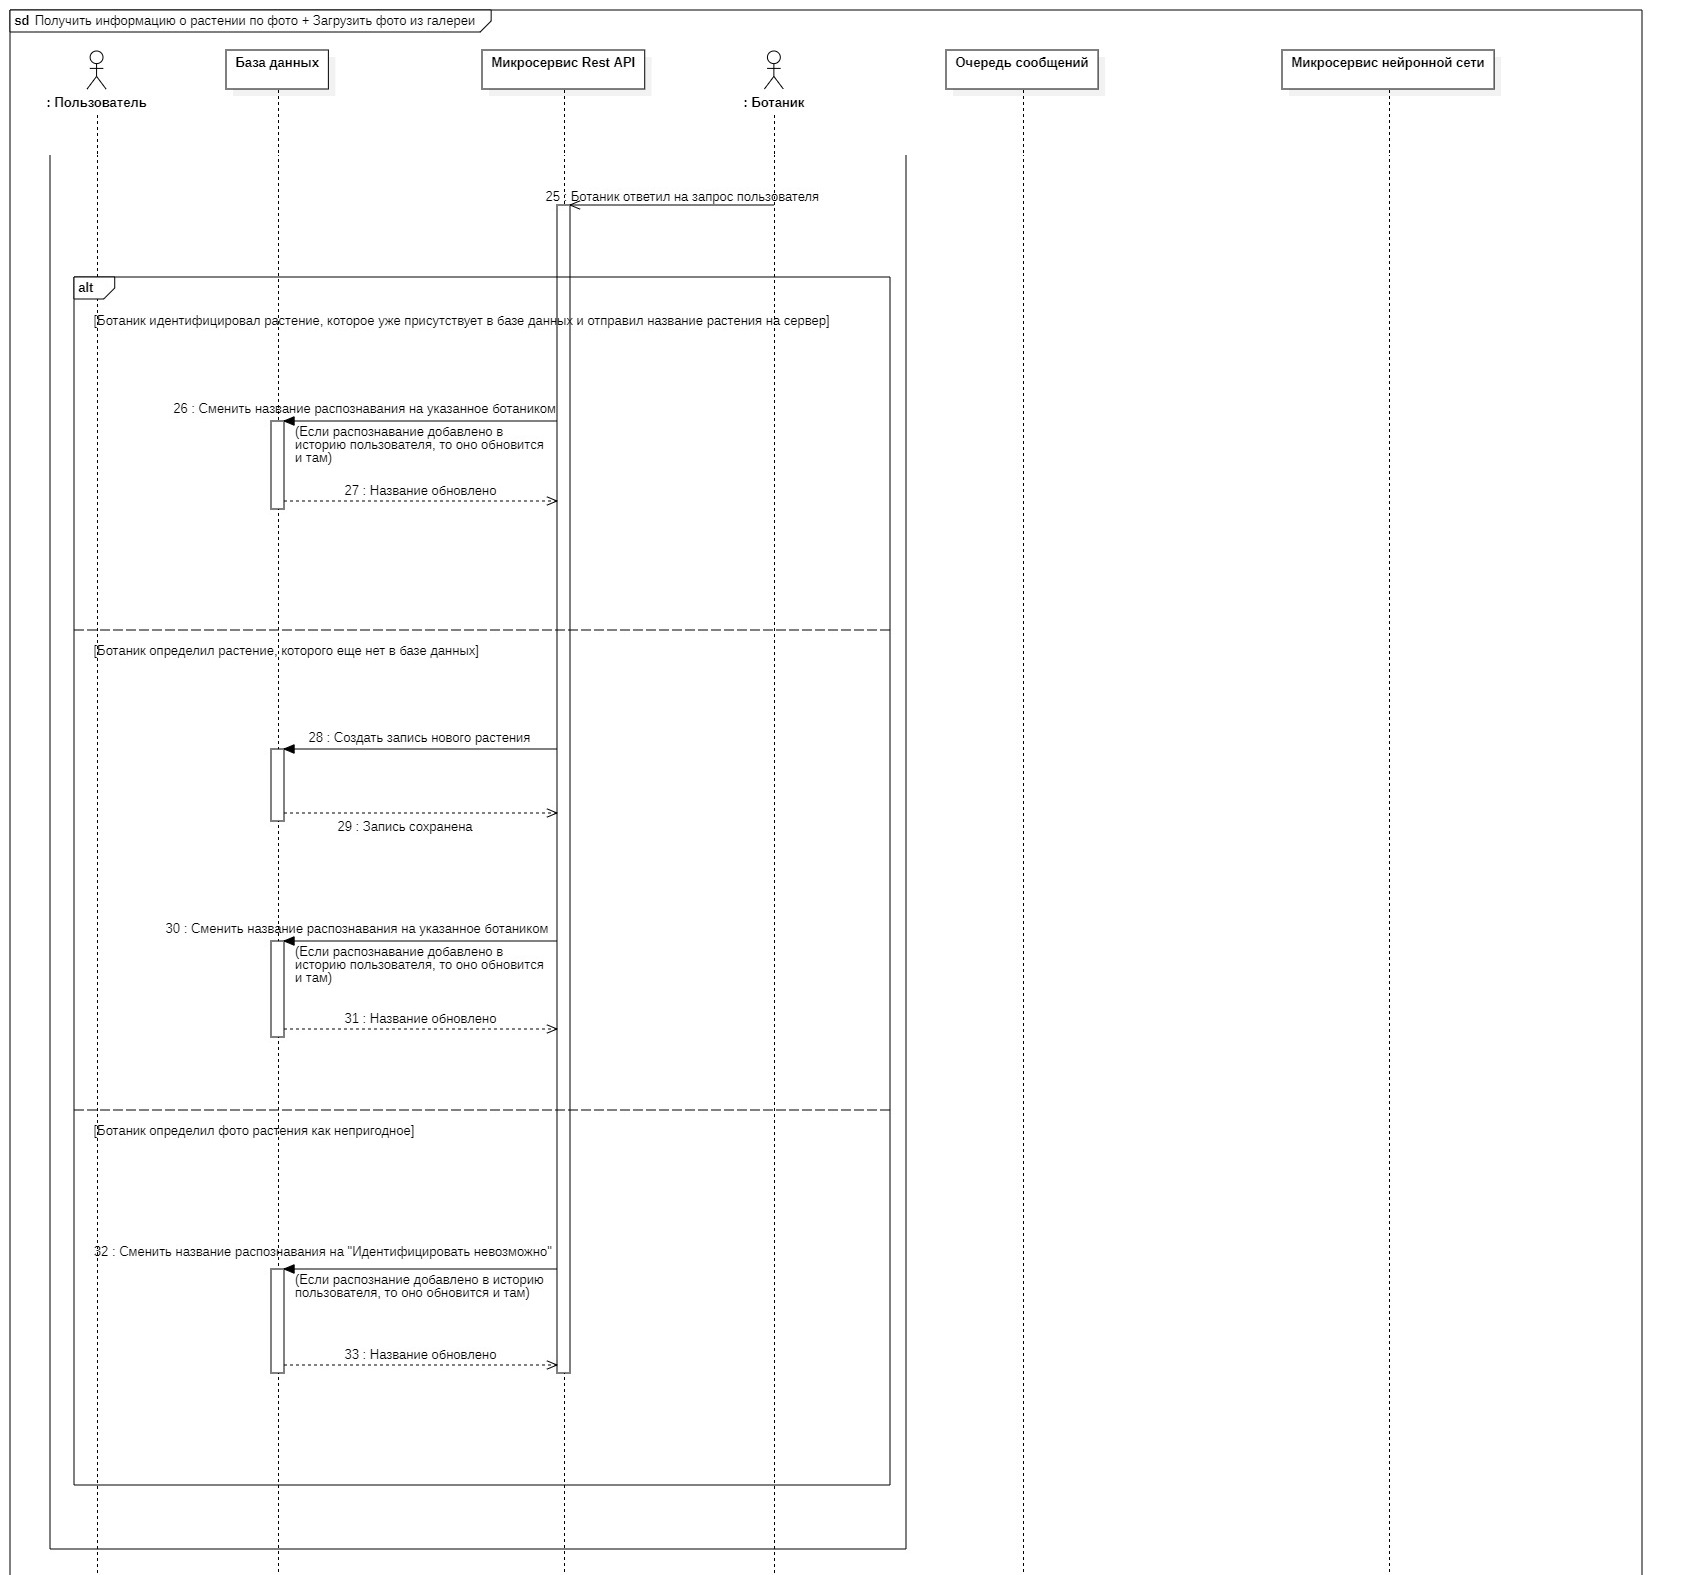 sd Получить информацию о растении по фото + Загрузить фото из галереи
: Пользователь
База данных
Микросервис Rest API
: Ботаник
Очередь сообщений
Микросервис нейронной сети
25 : Ботаник ответил на запрос пользователя
alt
[Ботаник идентифицировал растение, которое уже присутствует в базе данных и отправил название растения на сервер]
26 : Сменить название распознавания на указанное ботаником
(Если распознавание добавлено в
историю пользователя, то оно обновится
и там)
27 : Название обновлено
[Ботаник определил растение, которого еще нет в базе данных]
28 : Создать запись нового растения
29 : Запись сохранена
30 : Сменить название распознавания на указанное ботаником
(Если распознавание добавлено в
историю пользователя, то оно обновится
и там)
31 : Название обновлено
[Ботаник определил фото растения как непригодное]
32 : Сменить название распознавания на "Идентифицировать невозможно"
(Если распознание добавлено в историю
пользователя, то оно обновится и там)
33 : Название обновлено